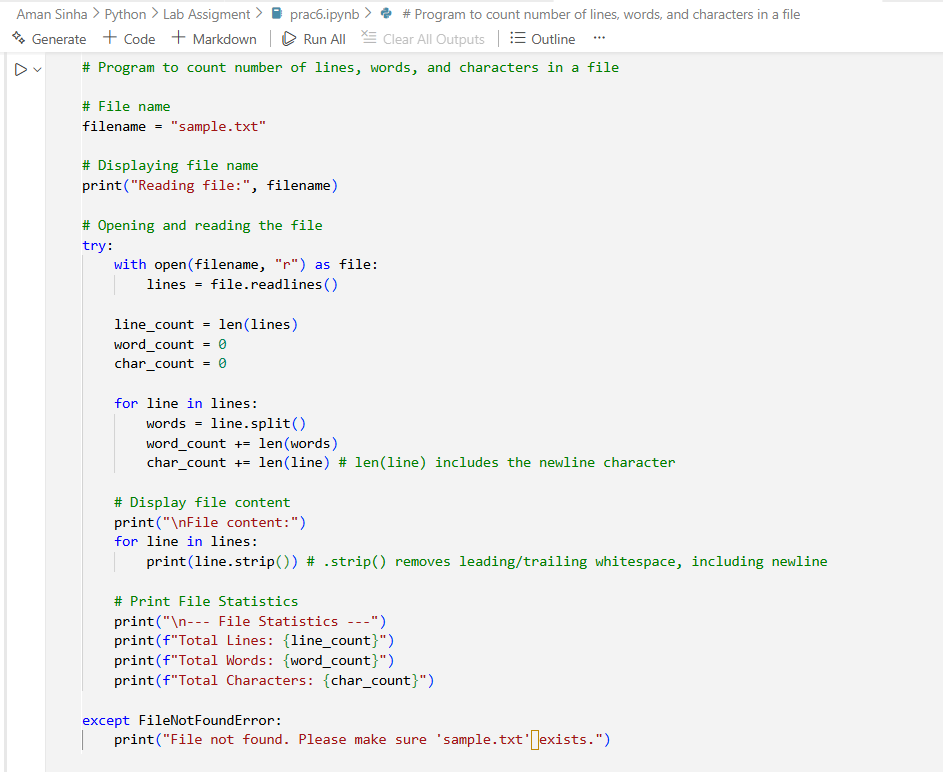 Aman Sinha > Python > Lab Assigment > prac6.ipynb > # Program to count number of lines, words, and characters in a file
Generate + Code + Markdown | Run All Clear All Outputs | Outline ···
# Program to count number of lines, words, and characters in a file
# File name
filename = "sample.txt"
# Displaying file name
print("Reading file:", filename)
# Opening and reading the file
try:
    with open(filename, "r") as file:
        lines = file.readlines()
    line_count = len(lines)
    word_count = 0
    char_count = 0
    for line in lines:
        words = line.split()
        word_count += len(words)
        char_count += len(line) # len(line) includes the newline character
    # Display file content
    print("\nFile content:")
    for line in lines:
        print(line.strip()) # .strip() removes leading/trailing whitespace, including newline
    # Print File Statistics
    print("\n--- File Statistics ---")
    print(f"Total Lines: {line_count}")
    print(f"Total Words: {word_count}")
    print(f"Total Characters: {char_count}")
except FileNotFoundError:
    print("File not found. Please make sure 'sample.txt' exists.")